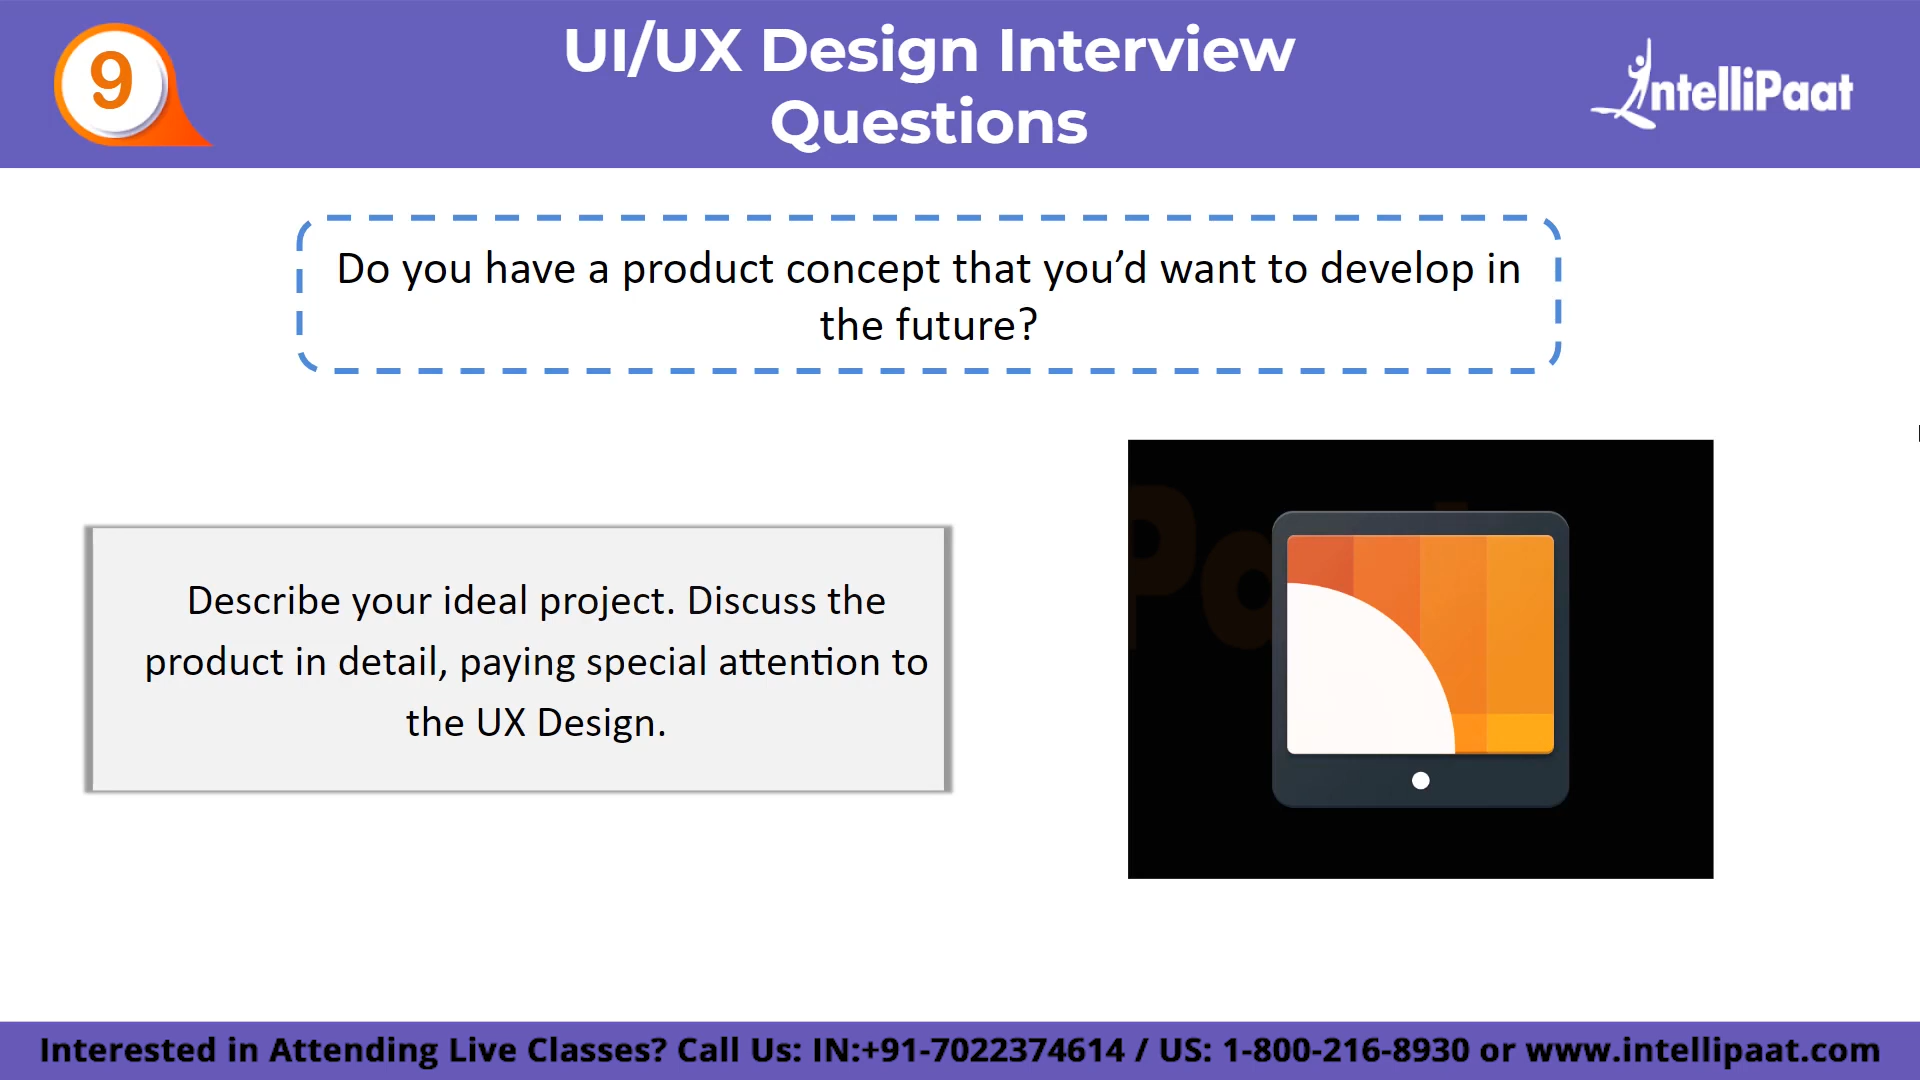 9
UI/UX Design Interview
Questions
IntelliPaat
Do you have a product concept that you’d want to develop in
the future?
Describe your ideal project. Discuss the
product in detail, paying special attention to
the UX Design.
Interested in Attending Live Classes? Call Us: IN:+91-7022374614 / US: 1-800-216-8930 or www.intellipaat.com